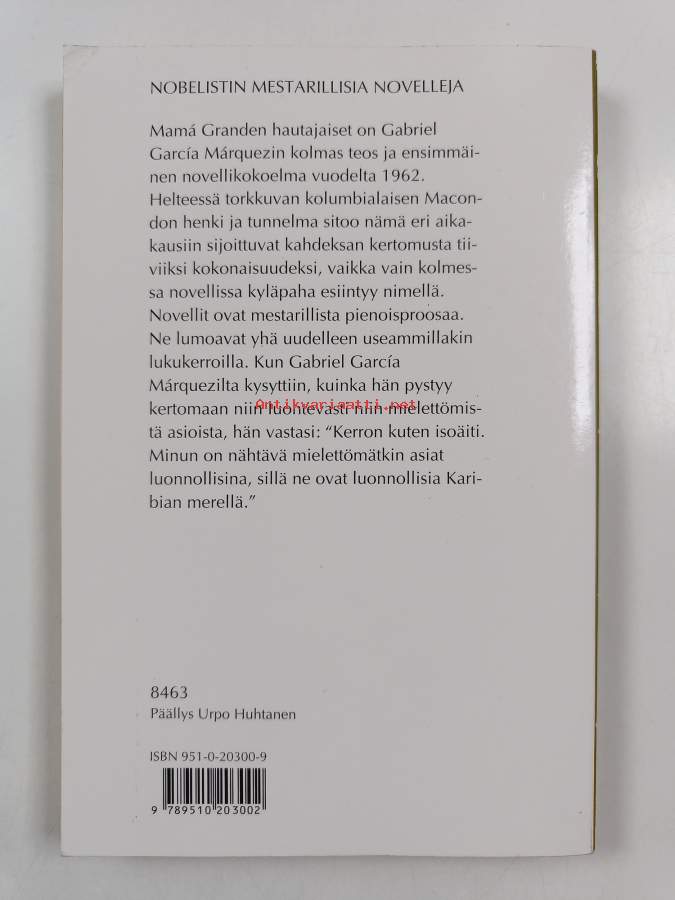 NOBELISTIN MESTARILLISIA NOVELLEJA
Mamá Granden hautajaiset on Gabriel
García Márquezin kolmas teos ja ensimmäi-
nen novellikokoelma vuodelta 1962.
Helteessä torkkuvan kolumbialaisen Macon-
don henki ja tunnelma sitoo nämä eri aika-
kausiin sijoittuvat kahdeksan kertomusta tii-
viiksi kokonaisuudeksi, vaikka vain kolmes-
sa novellissa kyläpaha esiintyy nimellä.
Novellit ovat mestarillista pienoisproosaa.
Ne lumoavat yhä uudelleen useammillakin
lukukerroilla. Kun Gabriel García
Márquezilta kysyttiin, kuinka hän pystyy
kertomaan niin luontevasti niin mielettömis-
Antikvariaatti.net
tä asioista, hän vastasi: “Kerron kuten isoäiti.
Minun on nähtävä mielettömätkin asiat
luonnollisina, sillä ne ovat luonnollisia Kari-
bian merellä.”
8463
Päällys Urpo Huhtanen
ISBN 951-0-20300-9
9 789510 203002